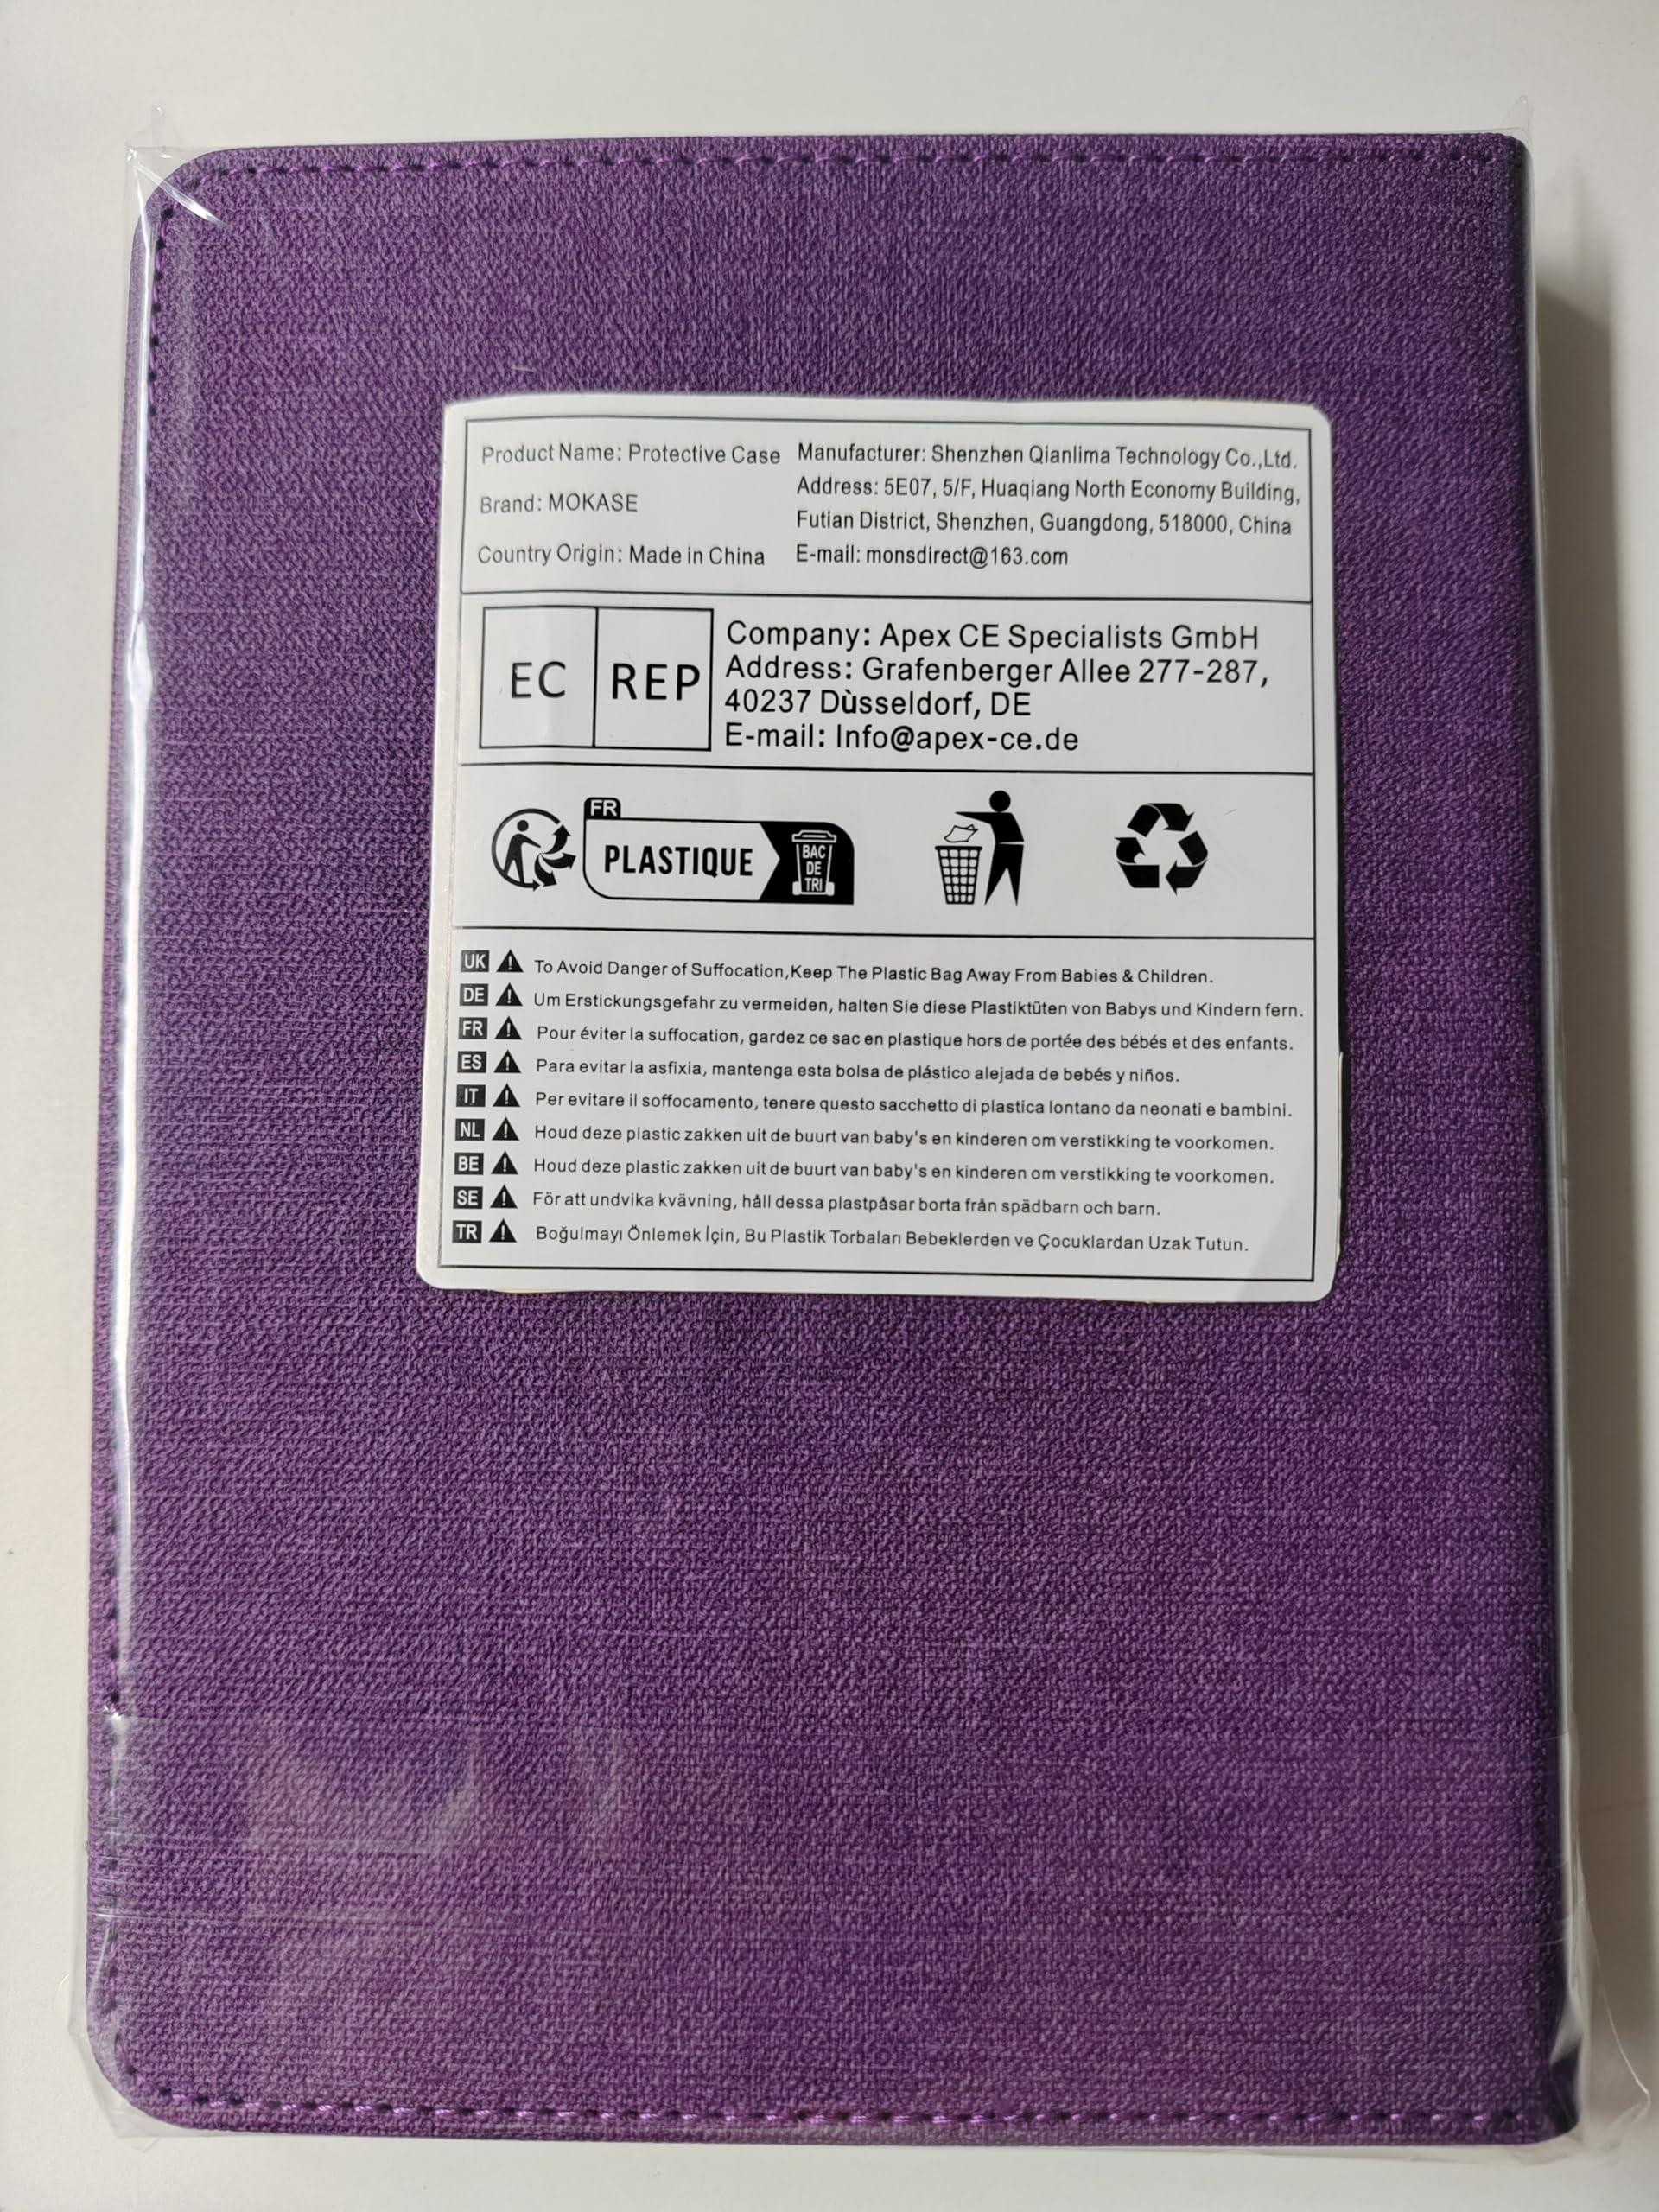 Product Name: Protective Case
Brand: MOKASE
Country Origin: Made in China
Manufacturer: Shenzhen Qianlima Technology Co.,Ltd.
Address: 5E07, 5/F, Huaqiang North Economy Building,
Futian District, Shenzhen, Guangdong, 518000, China
E-mail: monsdirect@163.com
EC REP
Company: Apex CE Specialists GmbH
Address: Grafenberger Allee 277-287,
40237 Dùsseldorf, DE
E-mail: Info@apex-ce.de
FR
PLASTIQUE
BAC
DE
TRI
UK To Avoid Danger of Suffocation,Keep The Plastic Bag Away From Babies & Children.
DE Um Erstickungsgefahr zu vermeiden, halten Sie diese Plastiktüten von Babys und Kindern fern.
FR Pour éviter la suffocation, gardez ce sac en plastique hors de portée des bébés et des enfants.
ES Para evitar la asfixia, mantenga esta bolsa de plástico alejada de bebés y niños.
IT Per evitare il soffocamento, tenere questo sacchetto di plastica lontano da neonati e bambini.
NL Houd deze plastic zakken uit de buurt van baby's en kinderen om verstikking te voorkomen.
BE Houd deze plastic zakken uit de buurt van baby's en kinderen om verstikking te voorkomen.
SE För att undvika kvävning, håll dessa plastpåsar borta från spädbarn och barn.
TR Boğulmayı Önlemek İçin, Bu Plastik Torbaları Bebeklerden ve Çocuklardan Uzak Tutun.